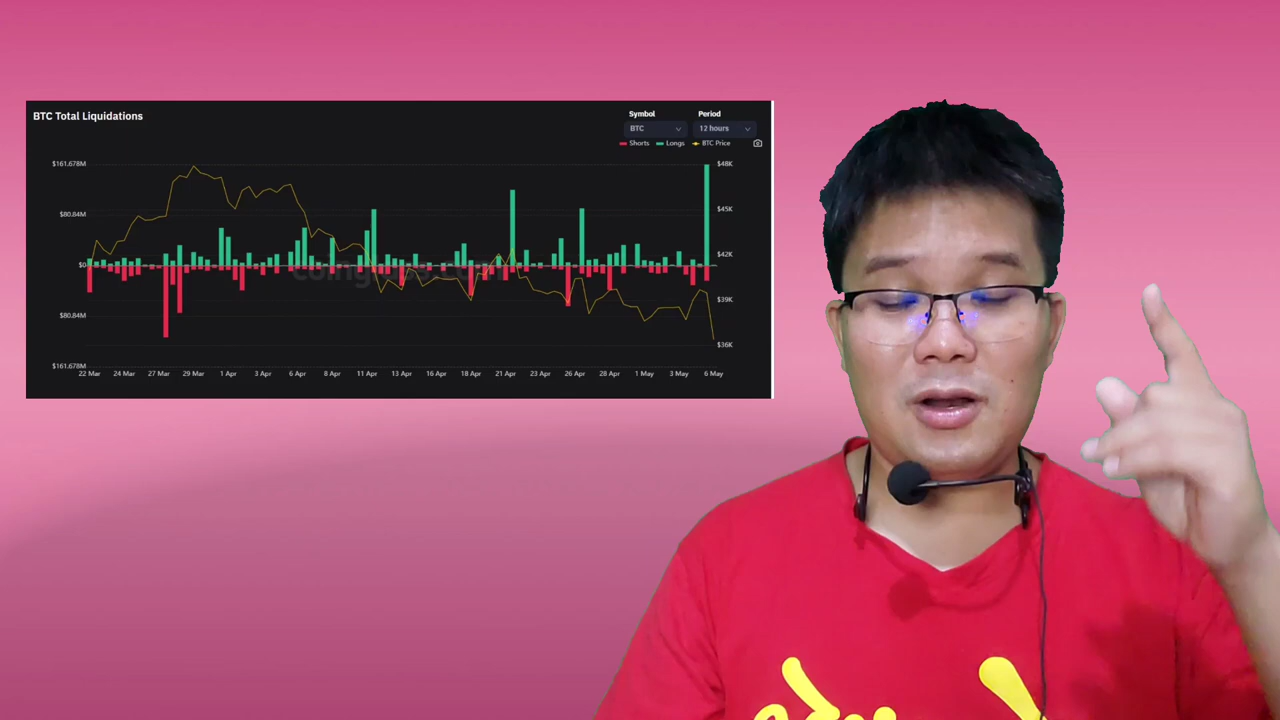 BTC Total Liquidations
Symbol Period
BTC 12 hours
Shorts Longs BTC Price
$161.678M $48K
$80.84M $45K
$0 $42K
$39K
$80.84M
$36K
$161.678M
22 Mar 24 Mar 27 Mar 29 Mar 1 Apr 3 Apr 6 Apr 8 Apr 11 Apr 13 Apr 16 Apr 18 Apr 21 Apr 23 Apr 26 Apr 28 Apr 1 May 3 May 6 May